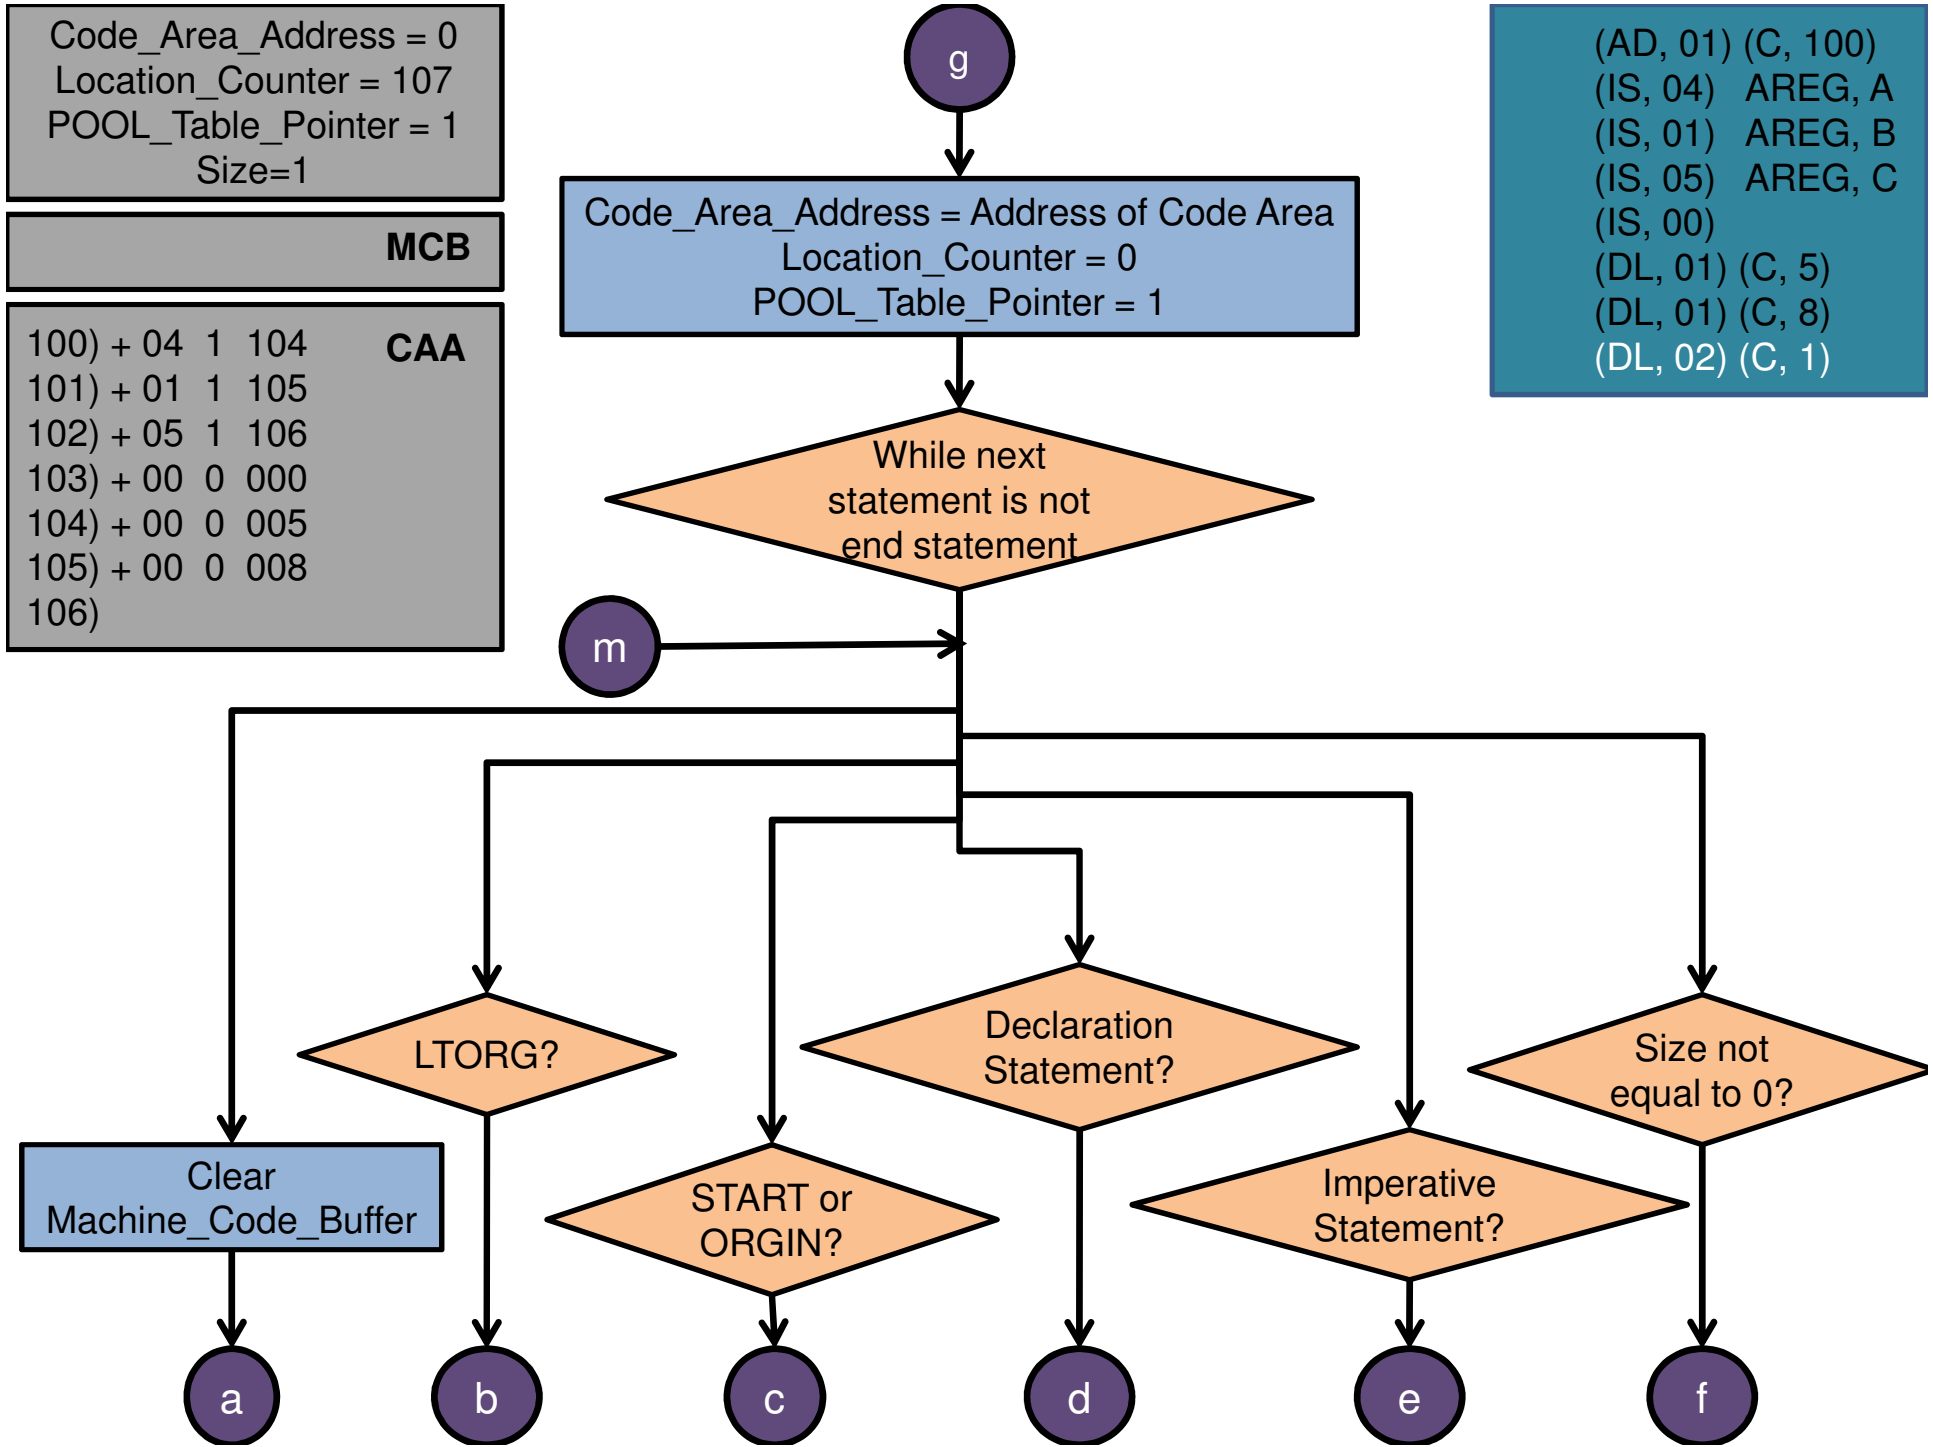 Code_Area_Address = 0
Location_Counter = 107
POOL_Table_Pointer = 1
Size=1
MCB
CAA
100) + 04 1 104
101) + 01 1 105
102) + 05 1 106
103) + 00 0 000
104) + 00 0 005
105) + 00 0 008
106)
g
Code_Area_Address = Address of Code Area
Location_Counter = 0
POOL_Table_Pointer = 1
(AD, 01) (C, 100)
(IS, 04) AREG, A
(IS, 01) AREG, B
(IS, 05) AREG, C
(IS, 00)
(DL, 01) (C, 5)
(DL, 01) (C, 8)
(DL, 02) (C, 1)
While next
statement is not
end statement
m
LTORG?
Declaration
Statement?
Size not
equal to 0?
Clear
Machine_Code_Buffer
START or
ORGIN?
Imperative
Statement?
a
b
c
d
e
f